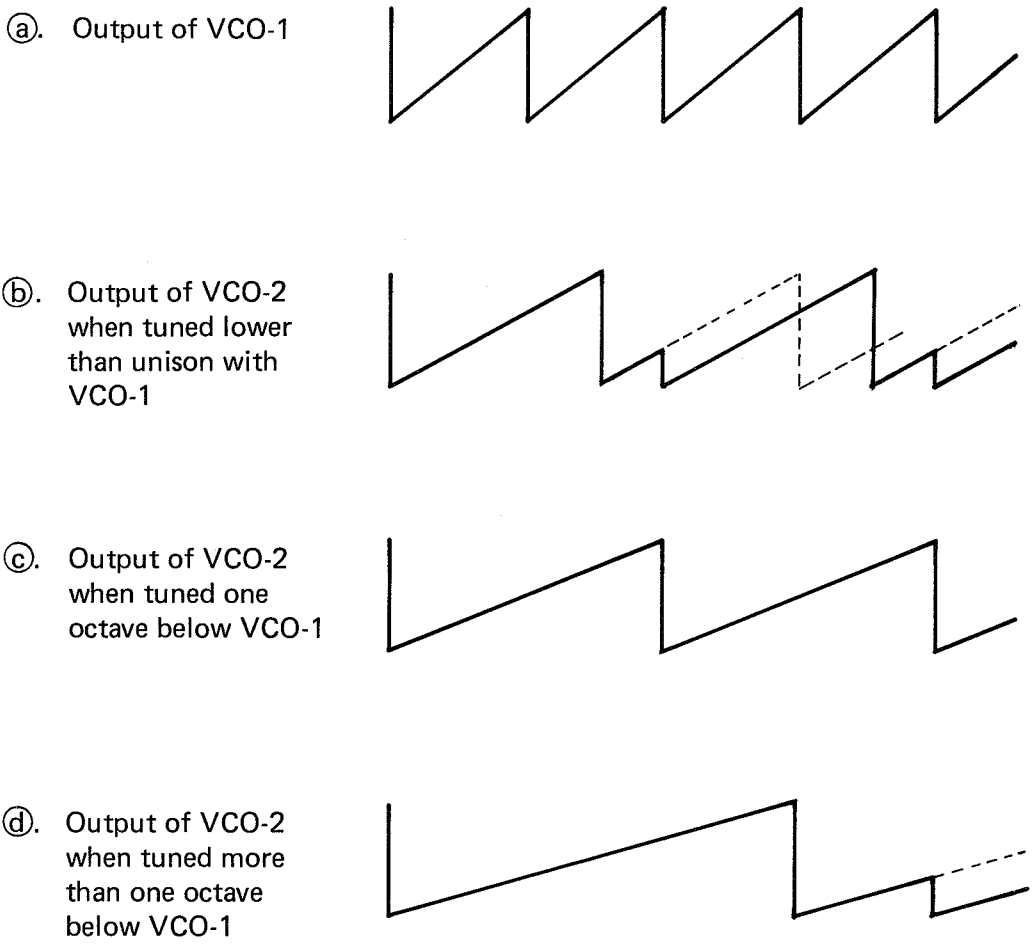 ⓐ. Output of VCO-1
ⓑ. Output of VCO-2
when tuned lower
than unison with
VCO-1
ⓒ. Output of VCO-2
when tuned one
octave below VCO-1
ⓓ. Output of VCO-2
when tuned more
than one octave
below VCO-1